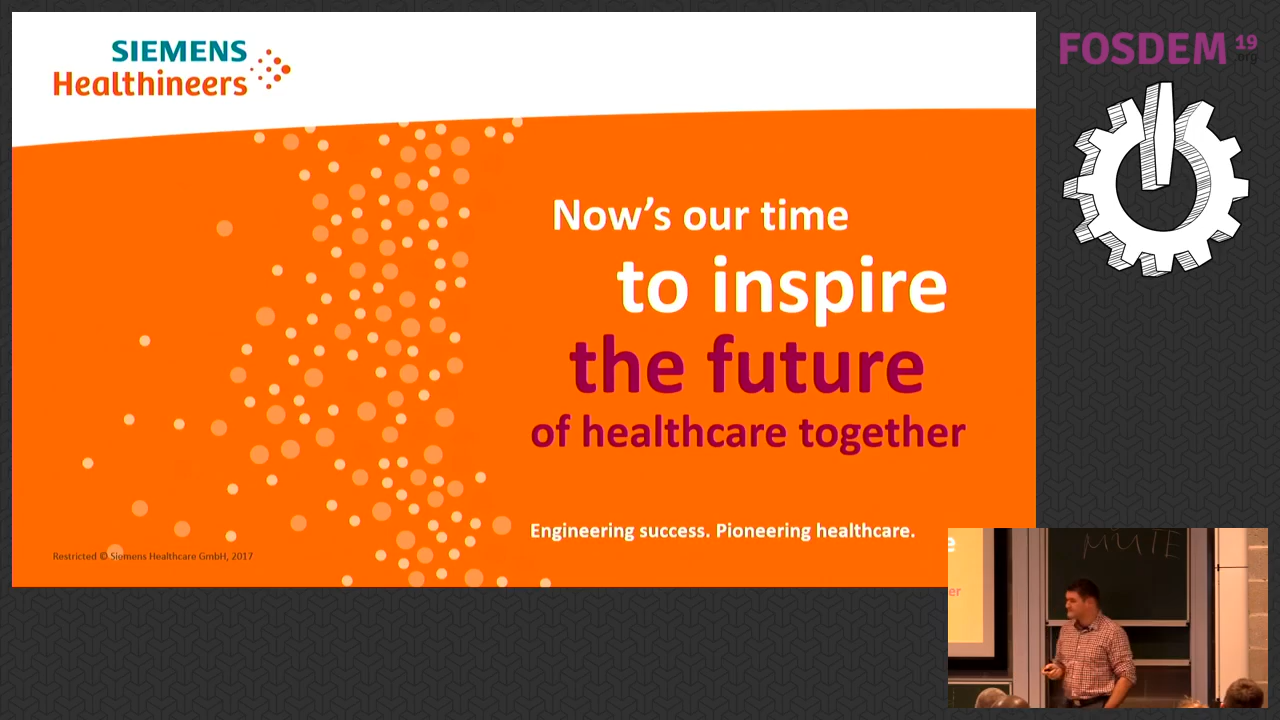 SIEMENS
Healthineers
Now's our time
to inspire
the future
of healthcare together
Engineering success. Pioneering healthcare.
Restricted © Siemens Healthcare GmbH, 2017
FOSDEM 19
.org
MUTE
e
er